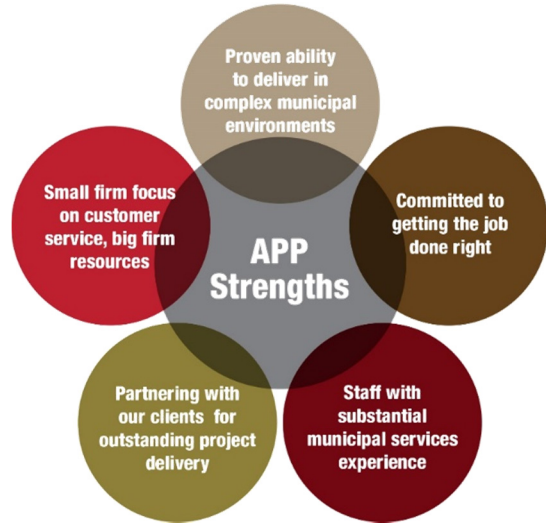 Proven ability
to deliver in
complex municipal
environments
Small firm focus
on customer
service, big firm
resources
Committed to
getting the job
done right
APP
Strengths
Partnering with
our clients for
outstanding project
delivery
Staff with
substantial
municipal services
experience